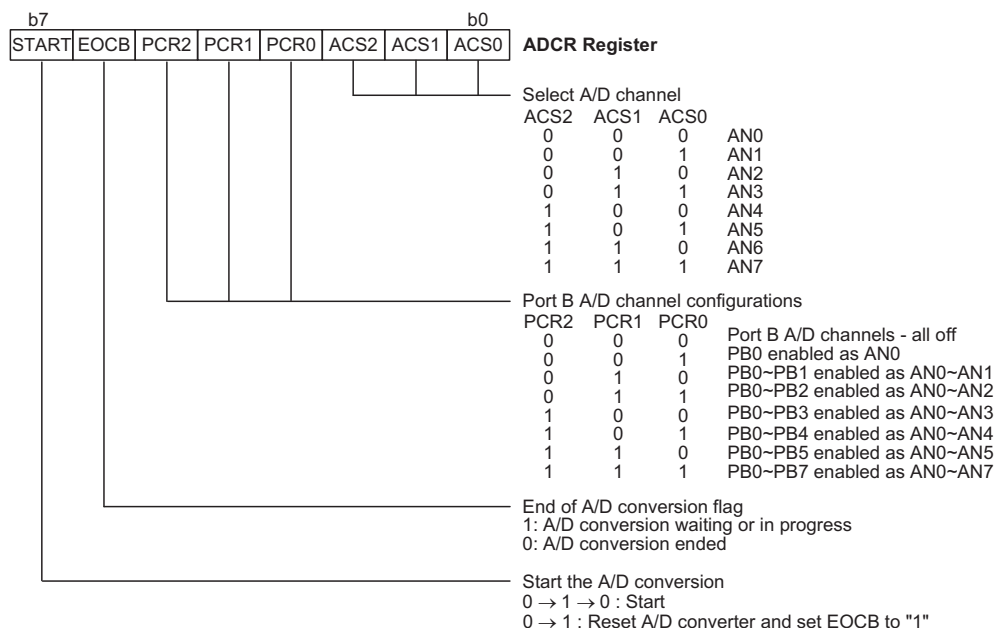 b7 b0
START EOCB PCR2 PCR1 PCR0 ACS2 ACS1 ACS0 ADCR Register
Select A/D channel
ACS2 ACS1 ACS0
0 0 0 AN0
0 0 1 AN1
0 1 0 AN2
0 1 1 AN3
1 0 0 AN4
1 0 1 AN5
1 1 0 AN6
1 1 1 AN7
Port B A/D channel configurations
PCR2 PCR1 PCR0
0 0 0 Port B A/D channels - all off
0 0 1 PB0 enabled as AN0
0 1 0 PB0~PB1 enabled as AN0~AN1
0 1 1 PB0~PB2 enabled as AN0~AN2
1 0 0 PB0~PB3 enabled as AN0~AN3
1 0 1 PB0~PB4 enabled as AN0~AN4
1 1 0 PB0~PB5 enabled as AN0~AN5
1 1 1 PB0~PB7 enabled as AN0~AN7
End of A/D conversion flag
1: A/D conversion waiting or in progress
0: A/D conversion ended
Start the A/D conversion
0 → 1 → 0 : Start
0 → 1 : Reset A/D converter and set EOCB to "1"